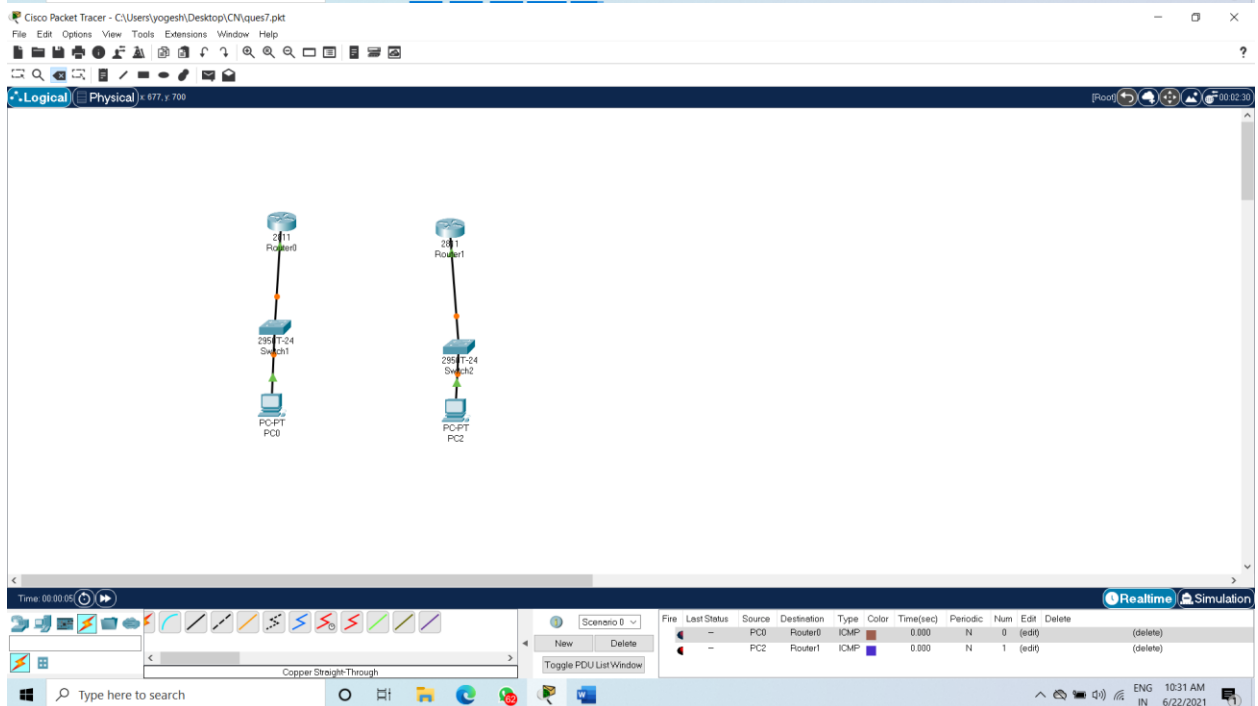 Cisco Packet Tracer - C:\Users\yogesh\Desktop\CN\ques7.pkt
File Edit Options View Tools Extensions Window Help
?
Logical Physical x: 677, y: 700 [Root] 00:02:30
2811
Router0
2811
Router1
2950T-24
Switch1
2950T-24
Switch2
PC-PT
PC0
PC-PT
PC2
Time: 00:00:05 Realtime Simulation
Scenario 0
New Delete
Toggle PDU List Window
Fire Last Status Source Destination Type Color Time(sec) Periodic Num Edit Delete
-- PC0 Router0 ICMP 0.000 N 0 (edit) (delete)
-- PC2 Router1 ICMP 0.000 N 1 (edit) (delete)
Copper Straight-Through
Type here to search
62
ENG 10:31 AM
IN 6/22/2021
1